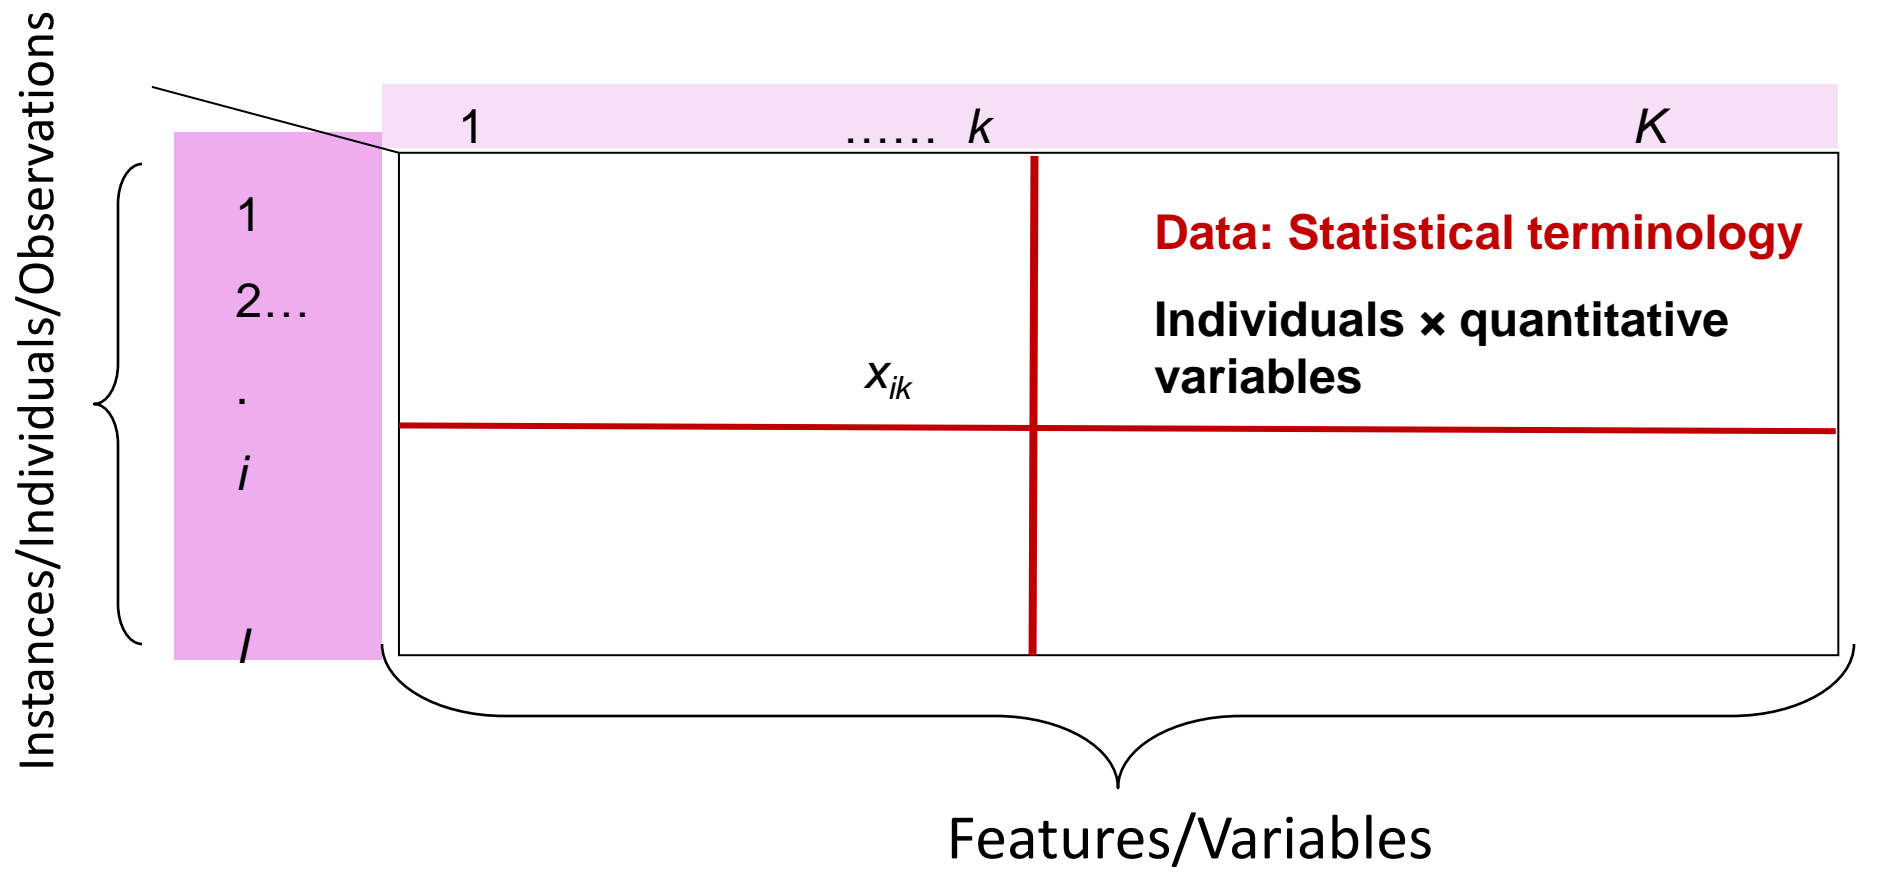 Instances/Individuals/Observations
1 …… k K
1
2…
.
i
I
x_ik
Data: Statistical terminology
Individuals × quantitative
variables
Features/Variables